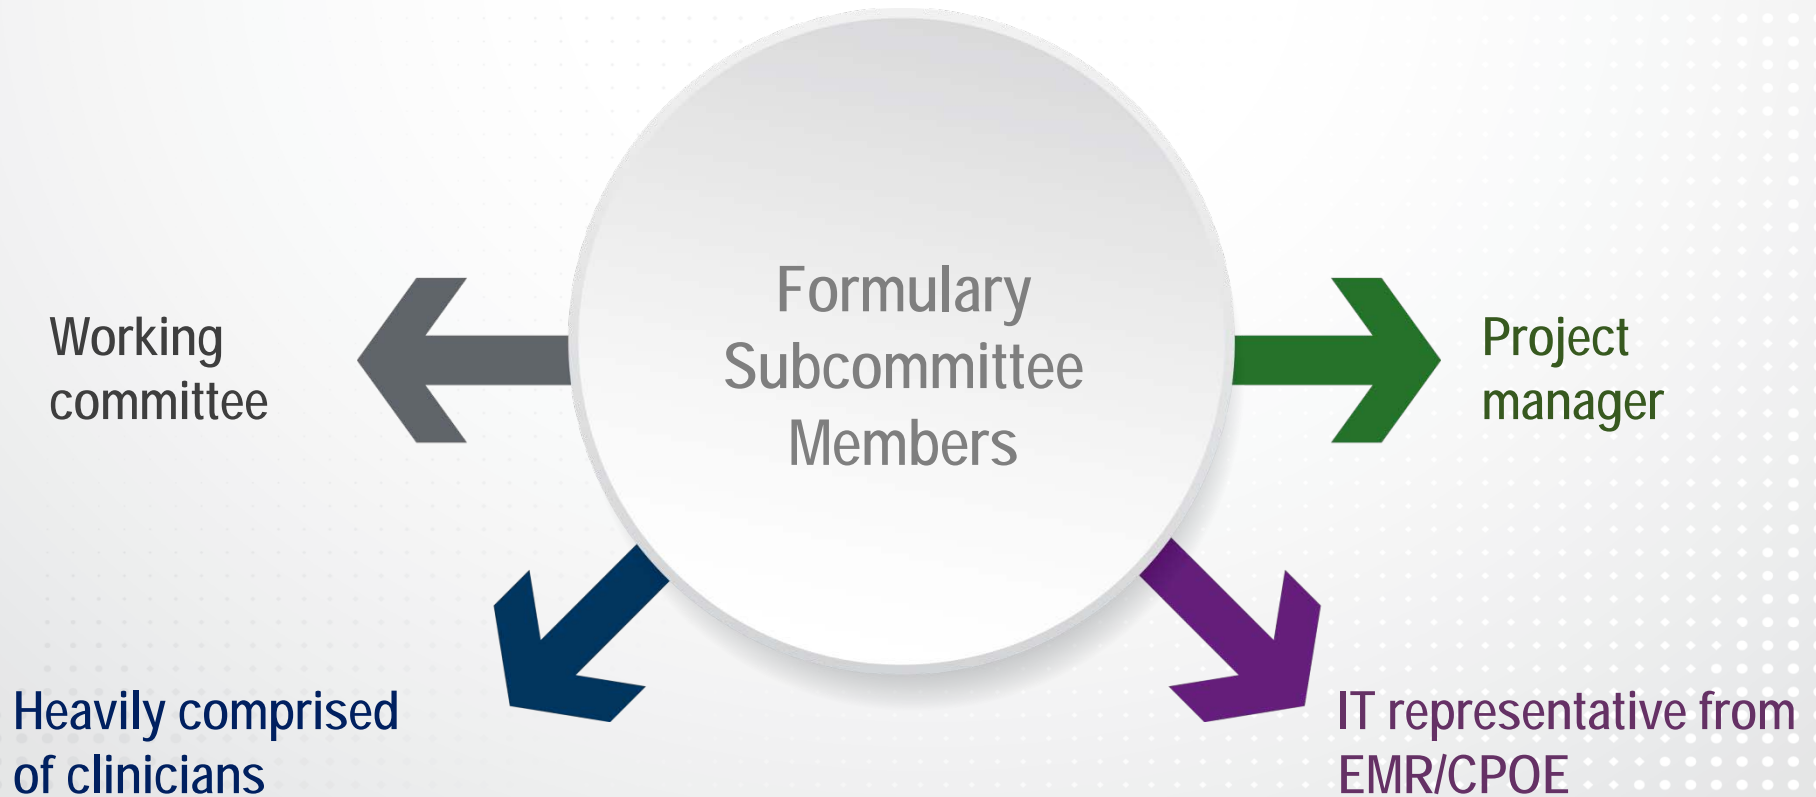 Formulary
Subcommittee
Members
Working
committee
Project
manager
Heavily comprised
of clinicians
IT representative from
EMR/CPOE